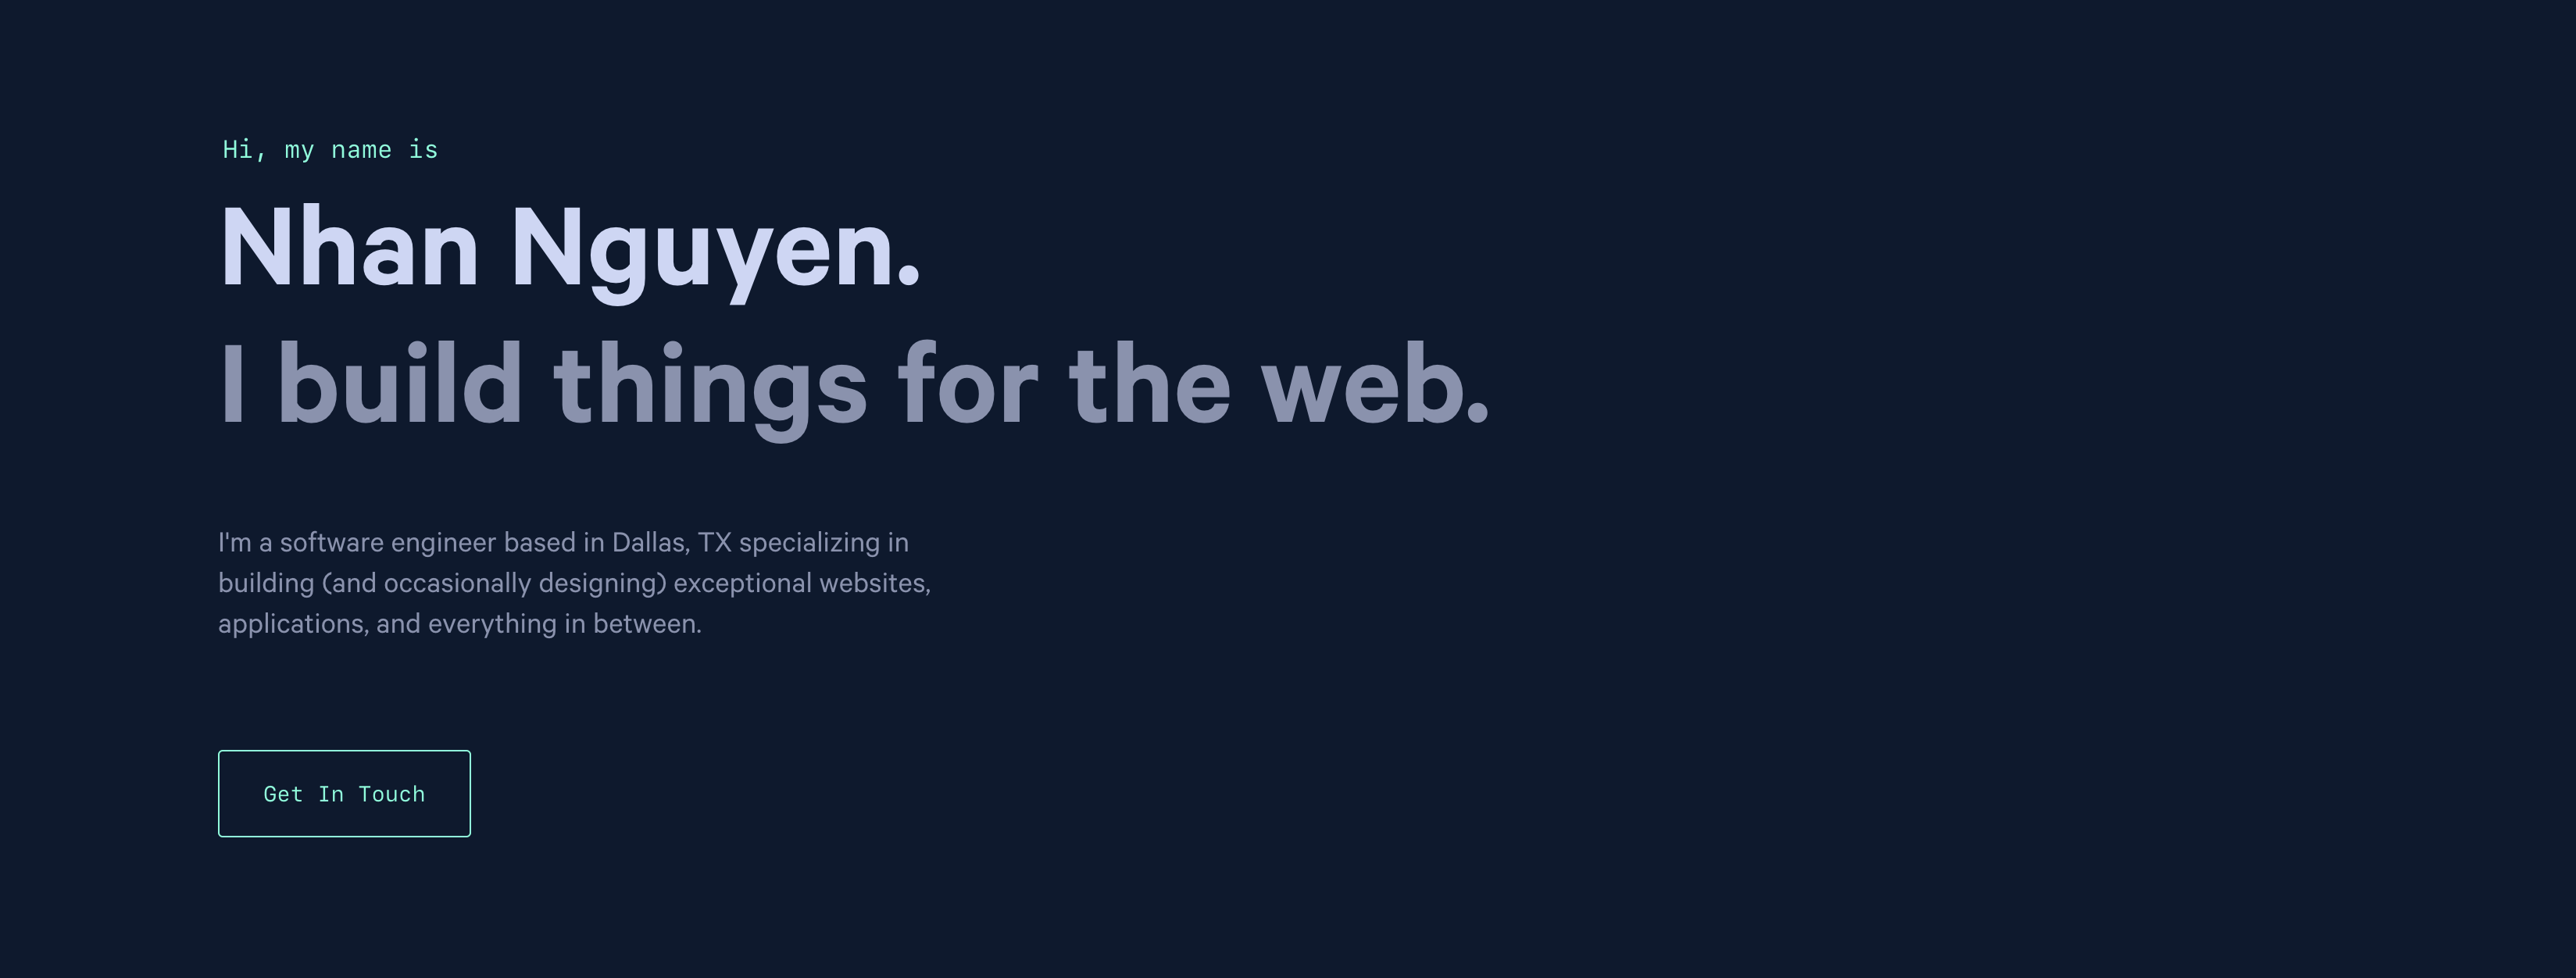 Hi, my name is
Nhan Nguyen.
I build things for the web.
I'm a software engineer based in Dallas, TX specializing in
building (and occasionally designing) exceptional websites,
applications, and everything in between.
Get In Touch